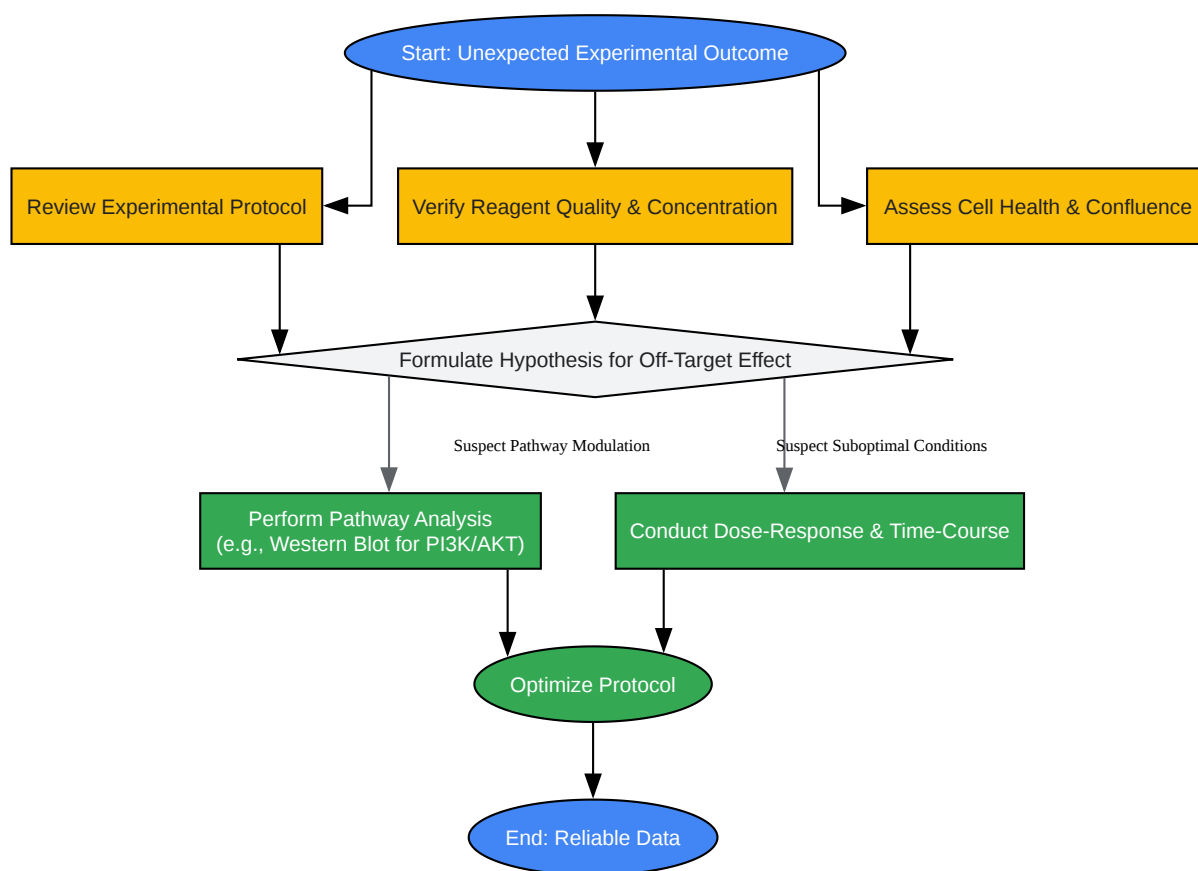 Start: Unexpected Experimental Outcome
Review Experimental Protocol
Verify Reagent Quality & Concentration
Assess Cell Health & Confluence
Formulate Hypothesis for Off-Target Effect
Suspect Pathway Modulation
Suspect Suboptimal Conditions
Perform Pathway Analysis
(e.g., Western Blot for PI3K/AKT)
Conduct Dose-Response & Time-Course
Optimize Protocol
End: Reliable Data